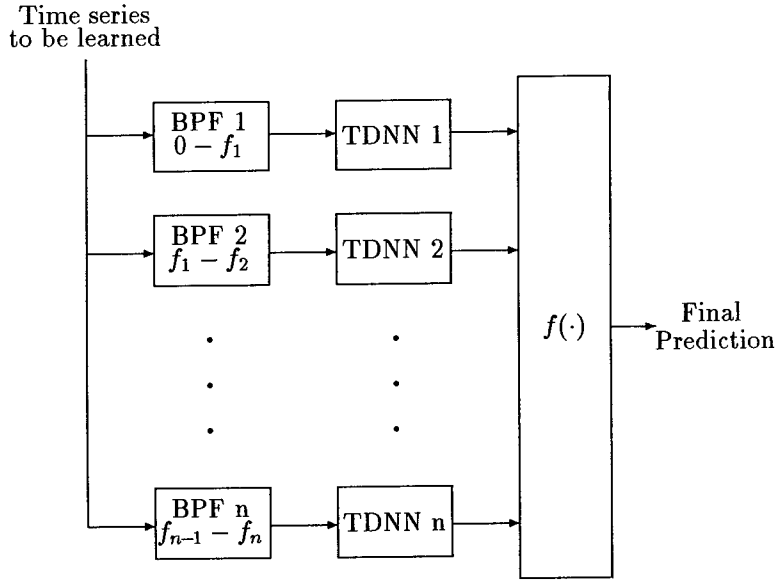 Time series
to be learned
BPF 1
0 − f₁
TDNN 1
BPF 2
f₁ − f₂
TDNN 2
f(·)
Final
Prediction
BPF n
fₙ₋₁ − fₙ
TDNN n